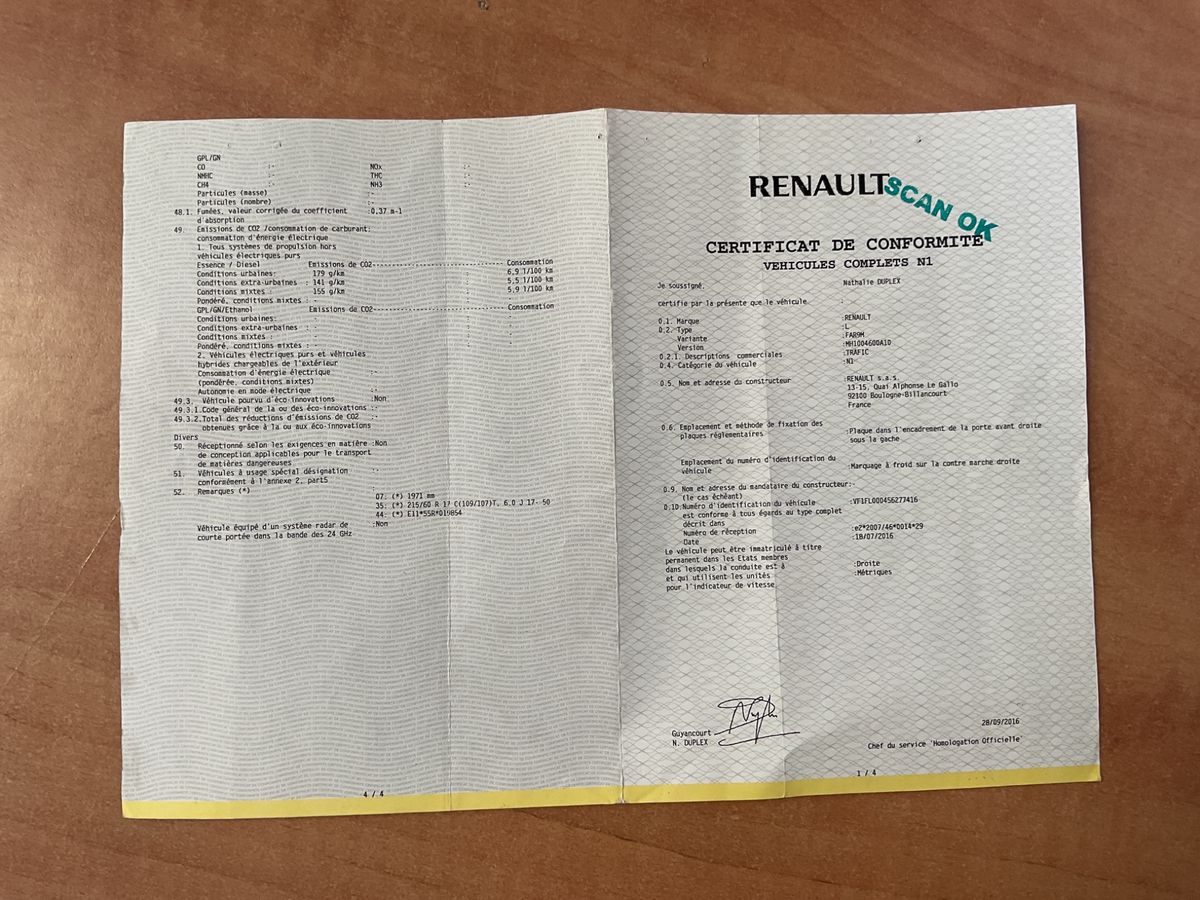 GPL/GN
CO :- NOx :-
NMHC :- THC :-
CH4 :- NH3 :-
Particules (masse) :-
Particules (nombre) :-
48.1. Fumées, valeur corrigée du coefficient :0,37 m-1
d'absorption
49. Emissions de CO2 /consommation de carburant:
consommation d'énergie électrique
1. Tous systèmes de propulsion hors
véhicules électriques purs
Essence / Diesel Emissions de CO2 Consommation
Conditions urbaines: 179 g/km 6.9 l/100 km
Conditions extra-urbaines : 141 g/km 5.5 l/100 km
Conditions mixtes : 155 g/km 5.9 l/100 km
Pondéré, conditions mixtes : -
GPL/GN/Ethanol Emissions de CO2 Consommation
Conditions urbaines: :
Conditions extra-urbaines : -
Conditions mixtes :
Pondéré, conditions mixtes : -
2. Véhicules électriques purs et véhicules
hybrides chargeables de l'extérieur
Consommation d'énergie électrique :-
(pondérée, conditions mixtes)
Autonomie en mode électrique :-
49.3. Véhicule pourvu d'éco-innovations :Non
49.3.1.Code général de la ou des éco-innovations :-
49.3.2.Total des réductions d'émissions de CO2 :-
obtenues grâce à la ou aux éco-innovations
Divers
50. Réceptionné selon les exigences en matière :Non
de conception applicables pour le transport
de matières dangereuses
51. Véhicules à usage spécial désignation :-
conformément à l'annexe 2, part5
52. Remarques (*) :
07: (*) 1971 mm
35: (*) 215/60 R 17 C(109/107)T, 6.0 J 17- 50
44: (*) E11*55R*019854
Véhicule équipé d'un système radar de :Non
courte portée dans la bande des 24 GHz
4 / 4
RENAULT
SCAN OK
CERTIFICAT DE CONFORMITE
VEHICULES COMPLETS N1
Je soussigné, Nathalie DUPLEX
certifie par la présente que le véhicule :
0.1. Marque :RENAULT
0.2. Type :L
Variante :FAR9M
Version :MH1004600A10
0.2.1. Descriptions commerciales :TRAFIC
0.4. Catégorie du véhicule :N1
0.5. Nom et adresse du constructeur :RENAULT s.a.s.
13-15, Quai Alphonse Le Gallo
92100 Boulogne-Billancourt
France
0.6. Emplacement et méthode de fixation des :Plaque dans l'encadrement de la porte avant droite
plaques réglementaires sous la gache
Emplacement du numéro d'identification du :Marquage à froid sur la contre marche droite
véhicule
0.9. Nom et adresse du mandataire du constructeur:-
(le cas échéant)
0.10.Numéro d'identification du véhicule :VF1FL000456277416
est conforme à tous égards au type complet
décrit dans
Numéro de réception :e2*2007/46*0014*29
Date :18/07/2016
Le véhicule peut être immatriculé à titre
permanent dans les Etats membres
dans lesquels la conduite est à :Droite
et qui utilisent les unités :Métriques
pour l'indicateur de vitesse
28/09/2016
Guyancourt
N. DUPLEX
Chef du service 'Homologation Officielle'
1 / 4